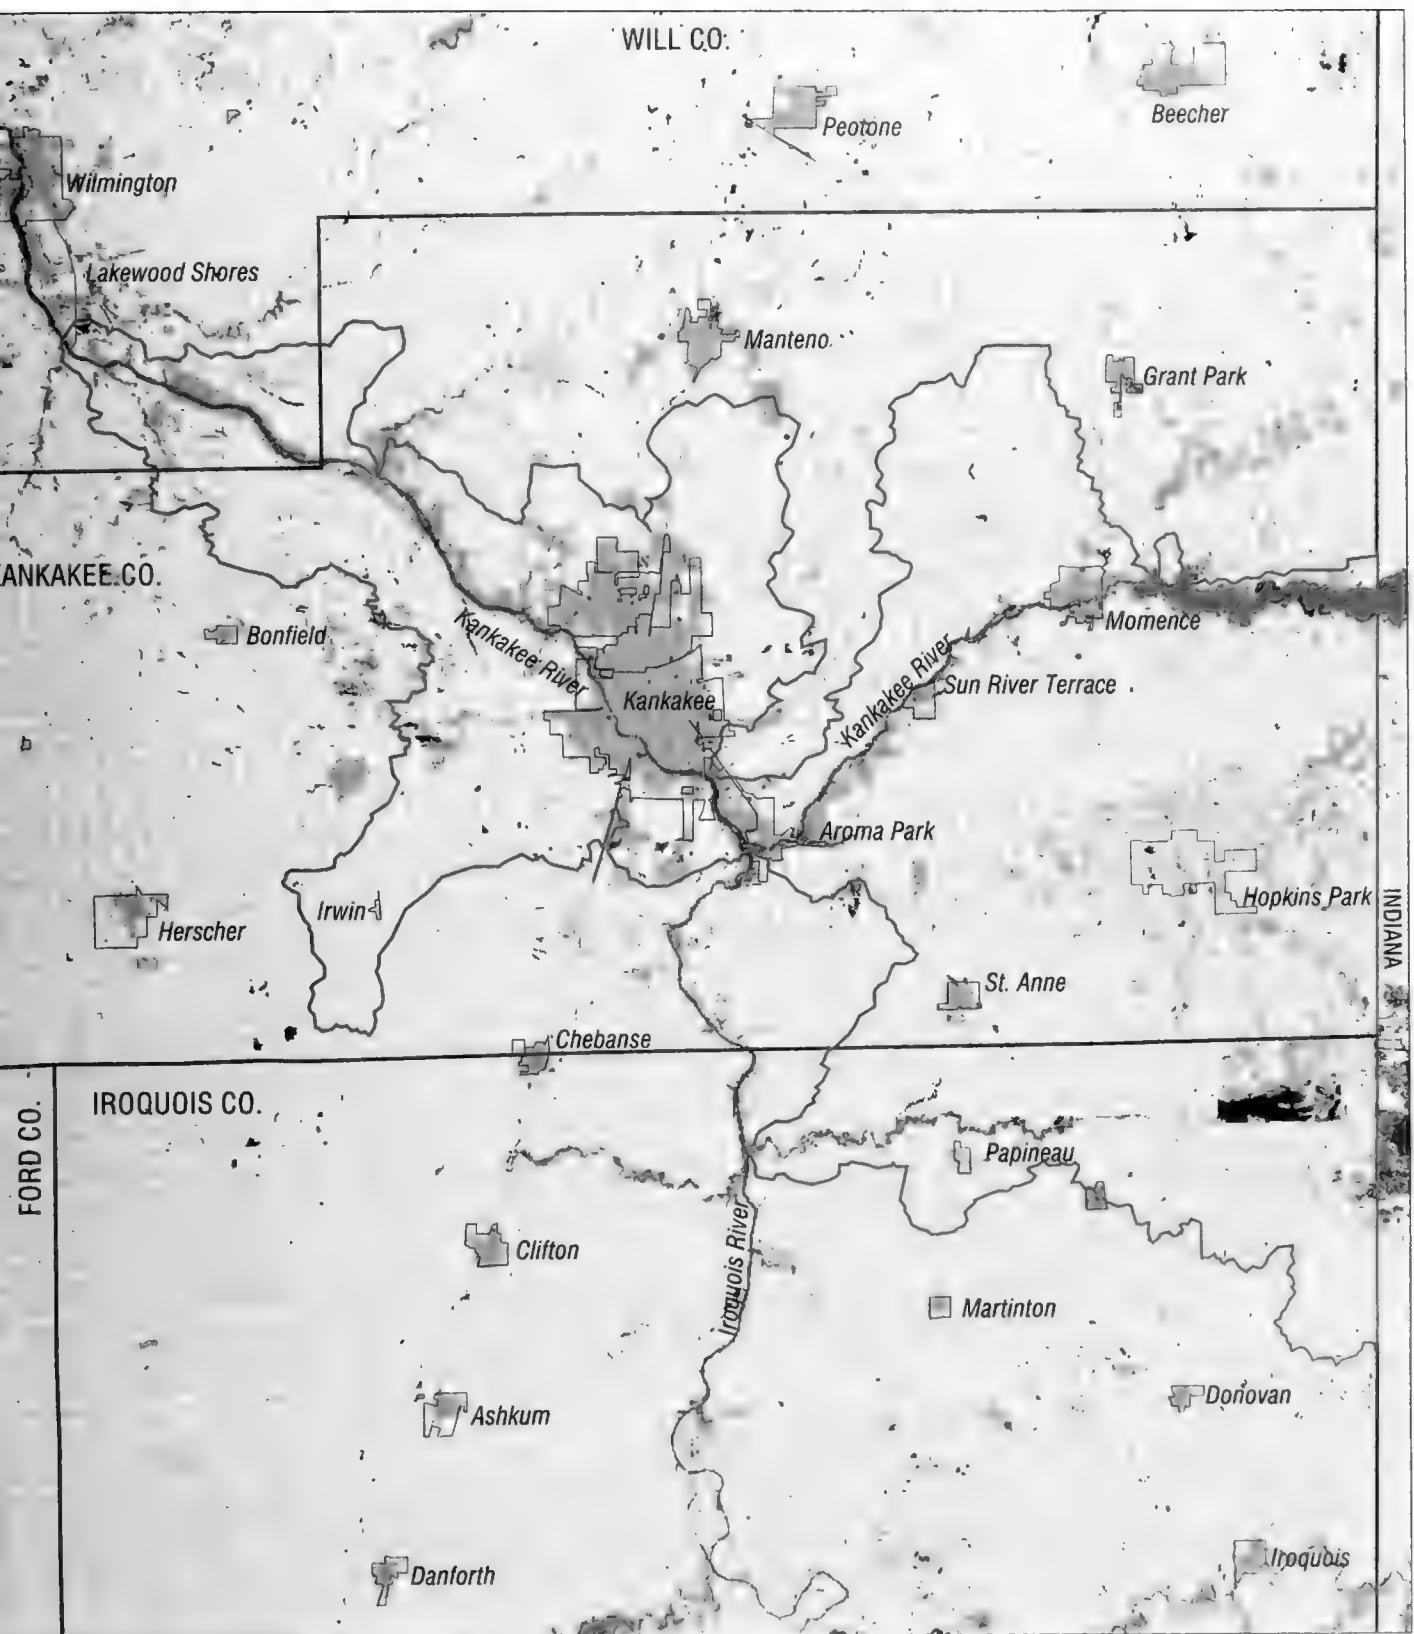 WILL CO.
Beecher
Peotone
Wilmington
Lakewood Shores
Manteno
Grant Park
KANKAKEE CO.
Bonfield
Kankakee River
Kankakee
Kankakee River
Momence
Sun River Terrace
Aroma Park
Hopkins Park
INDIANA
Irwin
Herscher
St. Anne
Chebanse
FORD CO.
IROQUOIS CO.
Papineau
Iroquois River
Clifton
Martinton
Donovan
Ashkum
Danforth
Iroquois